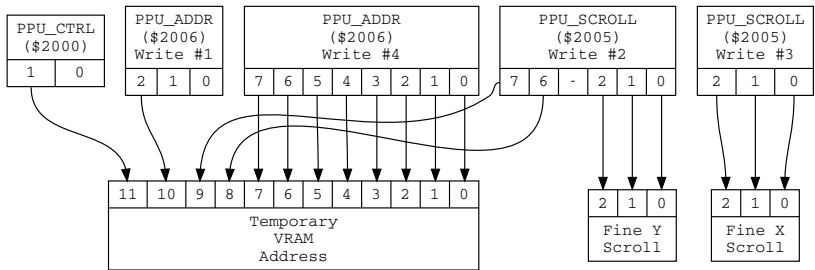 PPU_CTRL
($2000)
1 0
PPU_ADDR
($2006)
Write #1
2 1 0
PPU_ADDR
($2006)
Write #4
7 6 5 4 3 2 1 0
PPU_SCROLL
($2005)
Write #2
7 6 - 2 1 0
PPU_SCROLL
($2005)
Write #3
2 1 0
11 10 9 8 7 6 5 4 3 2 1 0
Temporary
VRAM
Address
2 1 0
Fine Y
Scroll
2 1 0
Fine X
Scroll